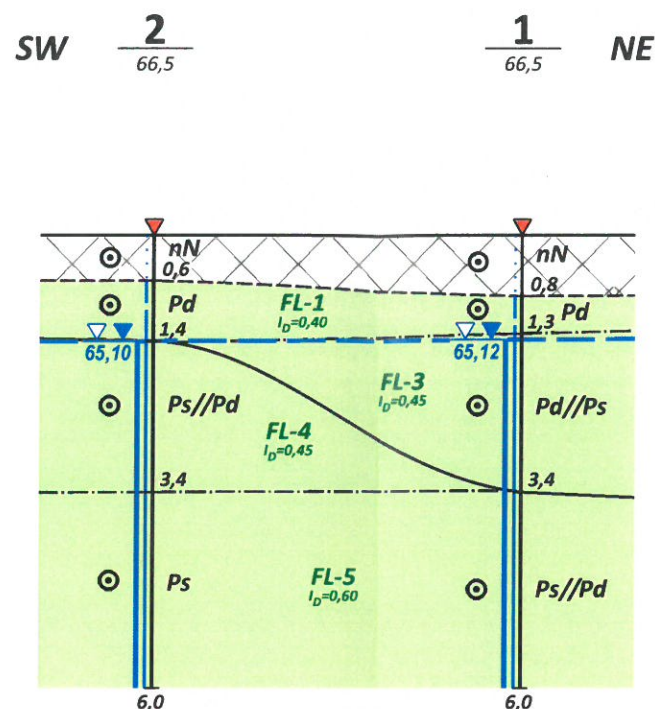 SW 2 1 NE
66,5 66,5
nN nN
0,6 0,8
Pd FL-1 Pd
I_D=0,40
1,4 1,3
65,10 65,12
FL-3
I_D=0,45
Ps//Pd Pd//Ps
FL-4
I_D=0,45
3,4 3,4
Ps FL-5 Ps//Pd
I_D=0,60
6,0 6,0